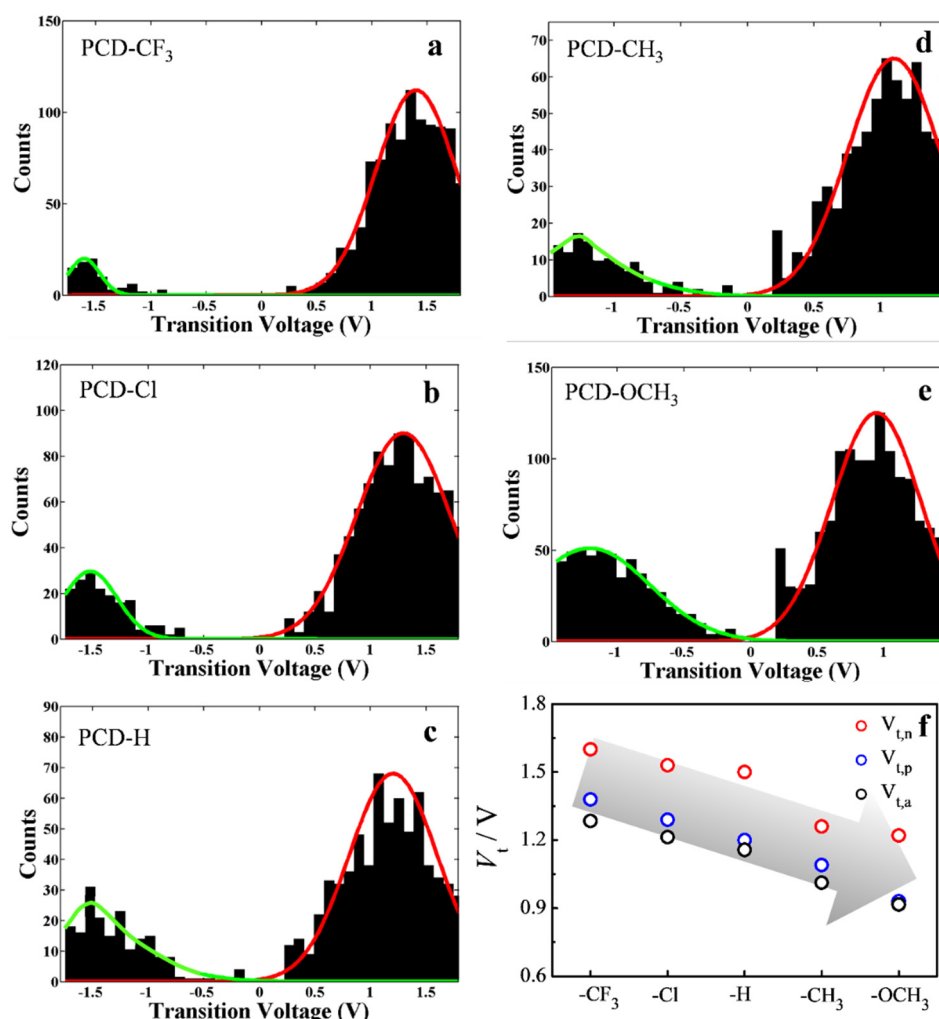 PCD-CF₃
a
150
100
50
0
Counts
-1.5 -1 -0.5 0 0.5 1 1.5
Transition Voltage (V)
PCD-CH₃
d
70
60
50
40
30
20
10
0
Counts
-1 -0.5 0 0.5 1
Transition Voltage (V)
PCD-Cl
b
120
100
80
60
40
20
0
Counts
-1.5 -1 -0.5 0 0.5 1 1.5
Transition Voltage (V)
PCD-OCH₃
e
150
100
50
0
Counts
-1 -0.5 0 0.5 1
Transition Voltage (V)
PCD-H
c
90
80
70
60
50
40
30
20
10
0
Counts
-1.5 -1 -0.5 0 0.5 1 1.5
Transition Voltage (V)
f
V_t,n
V_t,p
V_t,a
1.8
1.5
1.2
0.9
0.6
V_t / V
-CF₃ -Cl -H -CH₃ -OCH₃